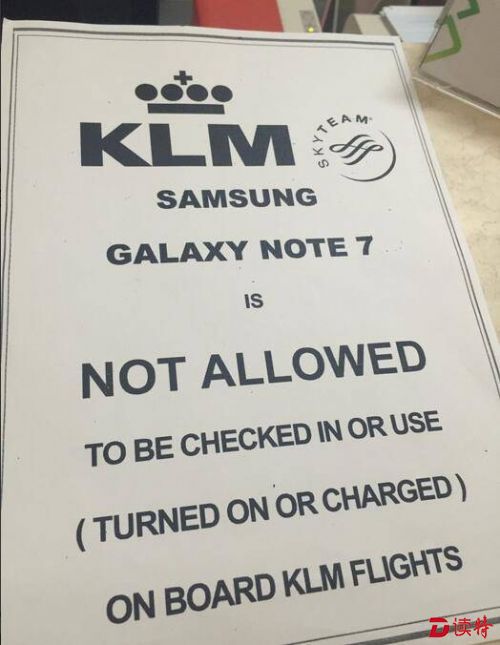 KLM
SKYTEAM
SAMSUNG
GALAXY NOTE 7
IS
NOT ALLOWED
TO BE CHECKED IN OR USE
( TURNED ON OR CHARGED )
ON BOARD KLM FLIGHTS
D读特